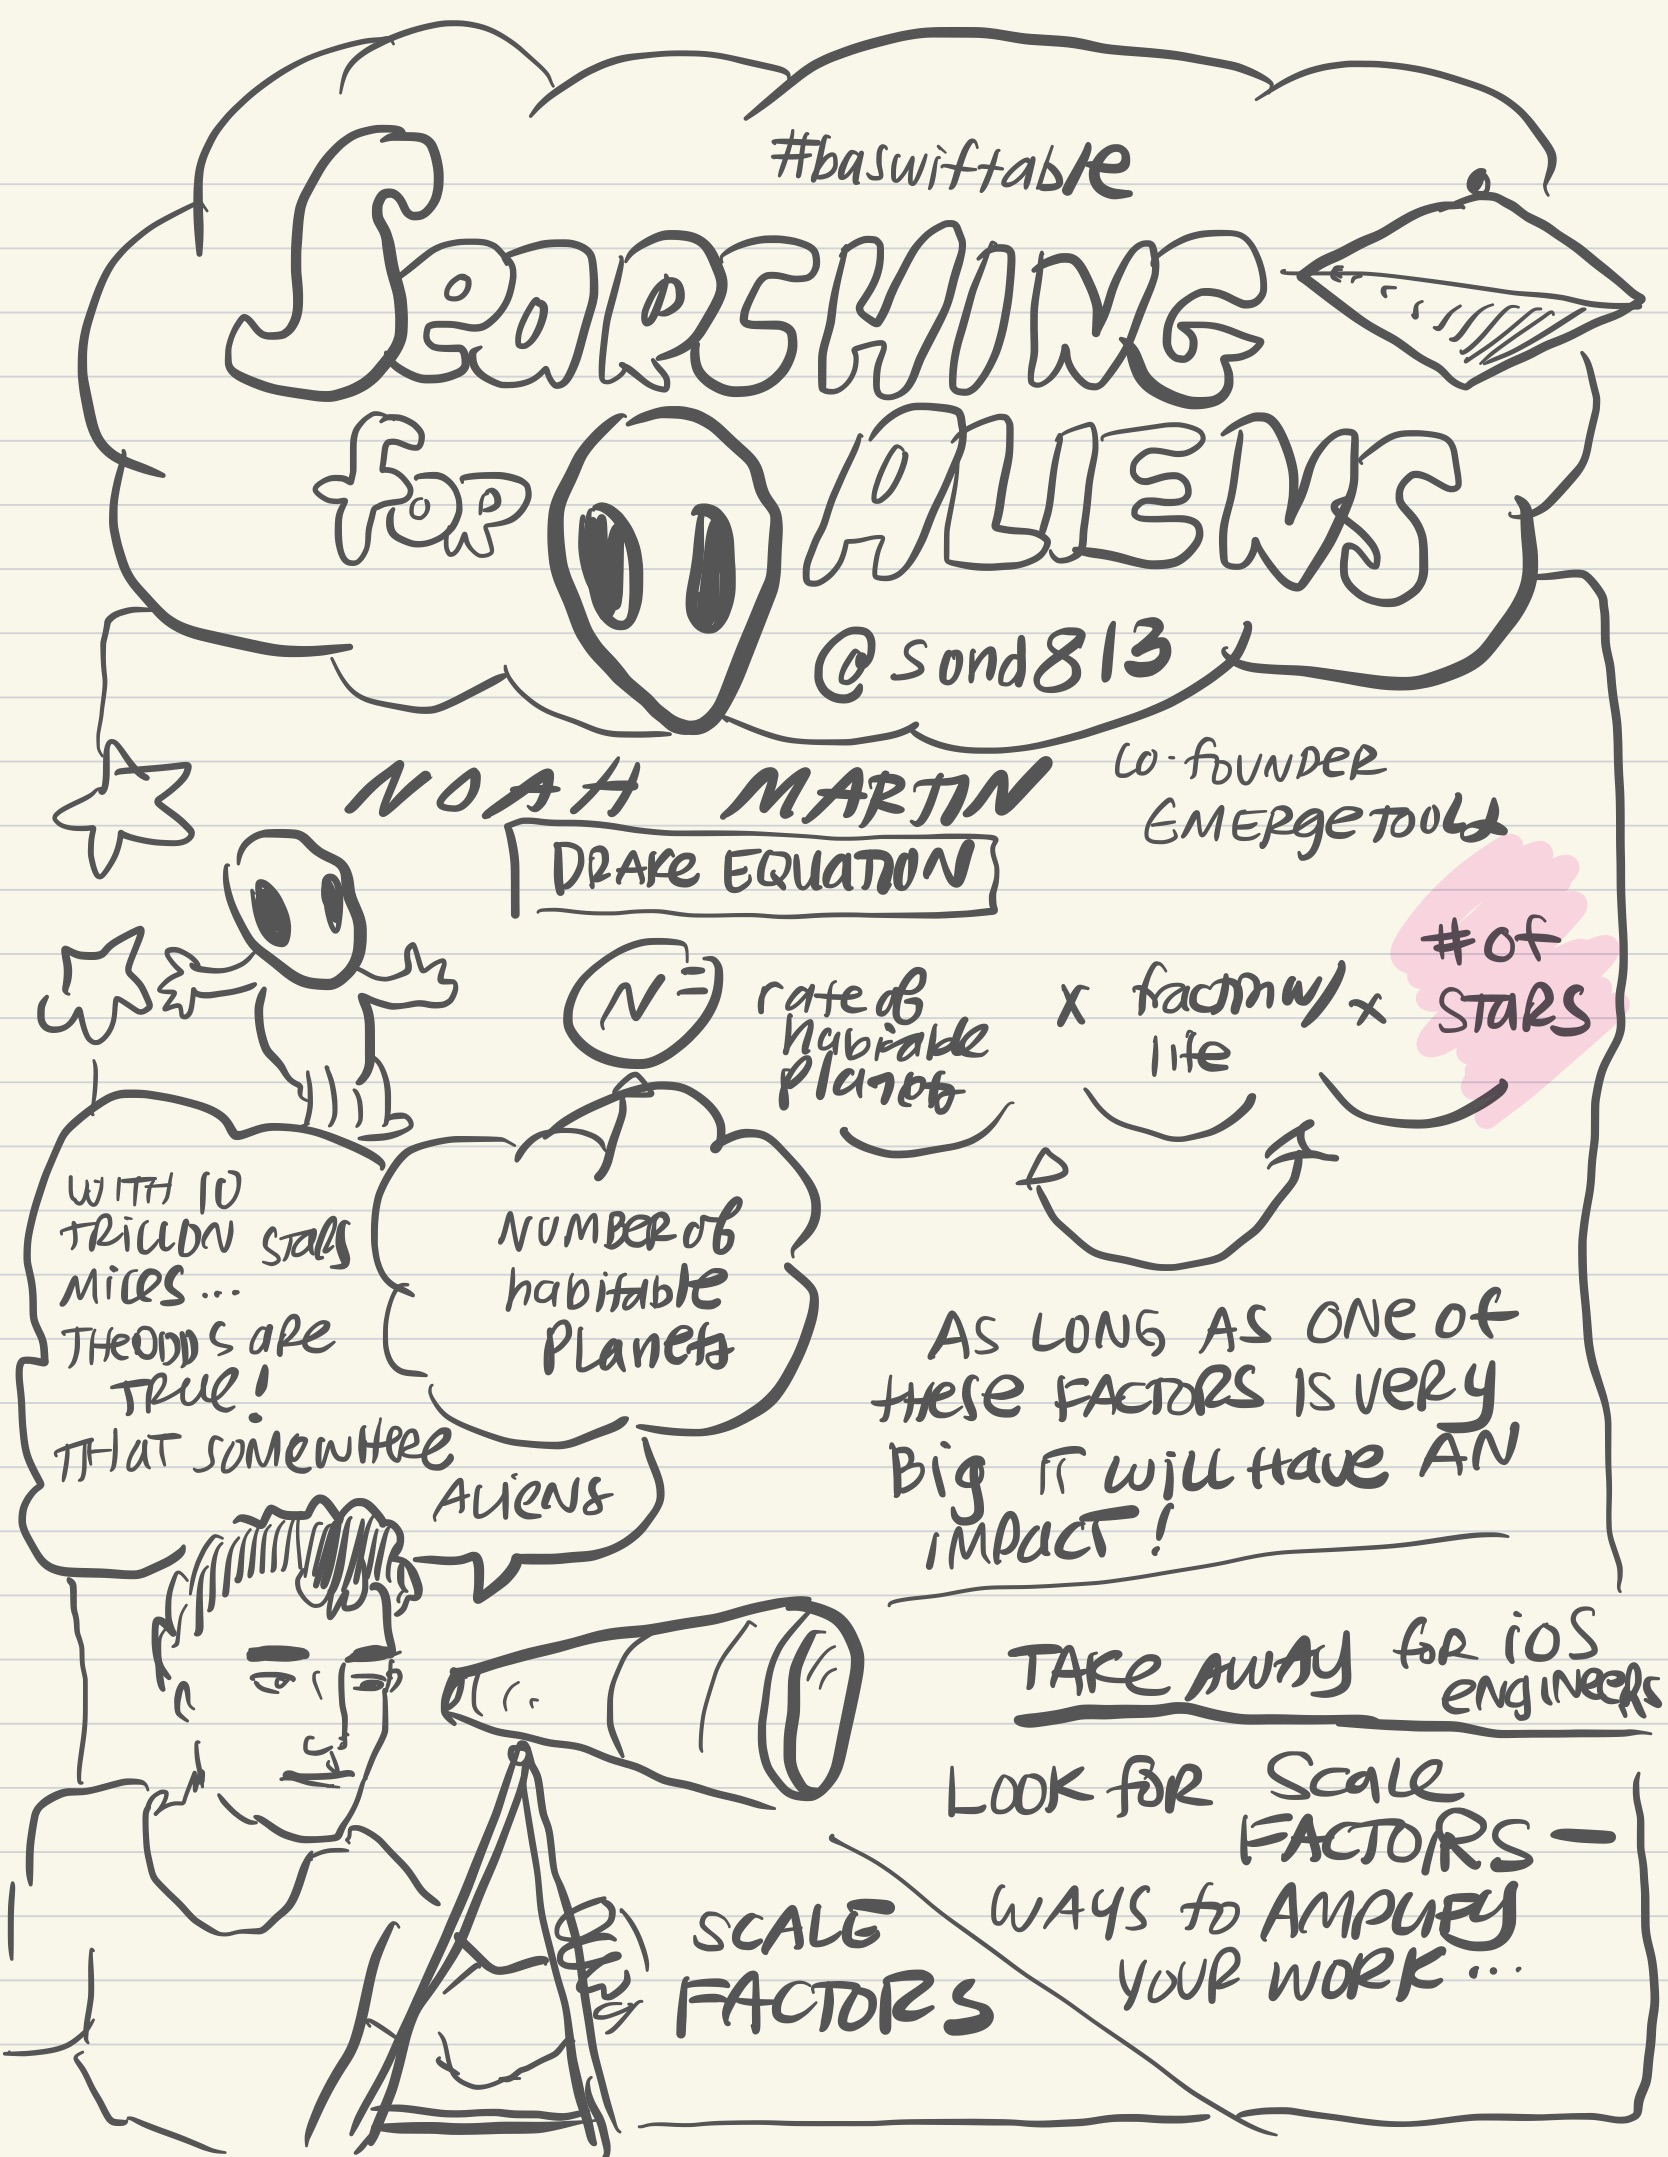 #baswiftable
SEARCHING
for ALIENS
@sond813
NOAH MARTIN
CO-FOUNDER
EMERGETOOLS
DRAKE EQUATION
N = rate of habitable planets x fraction w/ life x # of STARS
WITH 10
TRILLION STARS
MILES...
THE ODDS ARE
TRUE!
THAT SOMEWHERE
ALIENS
NUMBER of
habitable
PLanets
AS LONG AS ONE of
these FACTORS IS VERY
Big IT will Have AN
IMPACT!
TAKE AWAY for iOS
engineers
LOOK for Scale
FACTORS -
WAYS to AMPLIFY
YOUR WORK...
SCALE
FACTORS